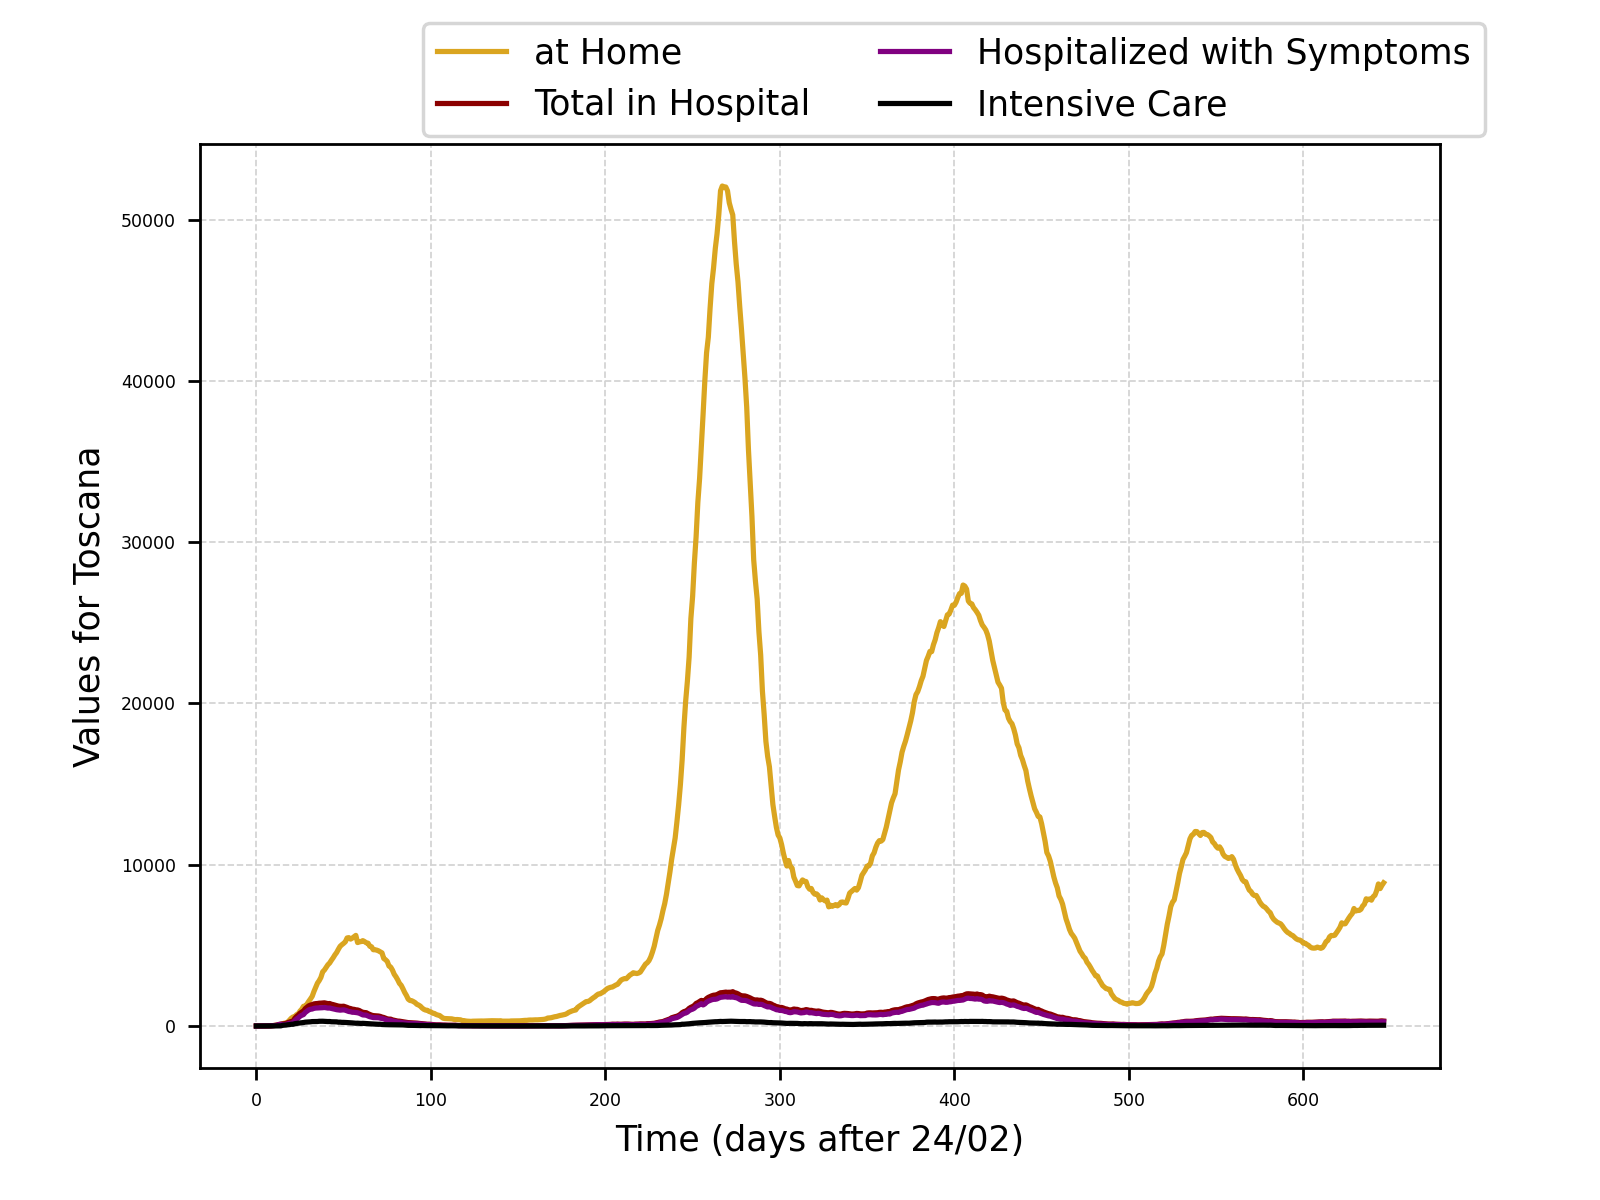 at Home
Hospitalized with Symptoms
Total in Hospital
Intensive Care
50000
40000
30000
20000
10000
0
Values for Toscana
0 100 200 300 400 500 600
Time (days after 24/02)